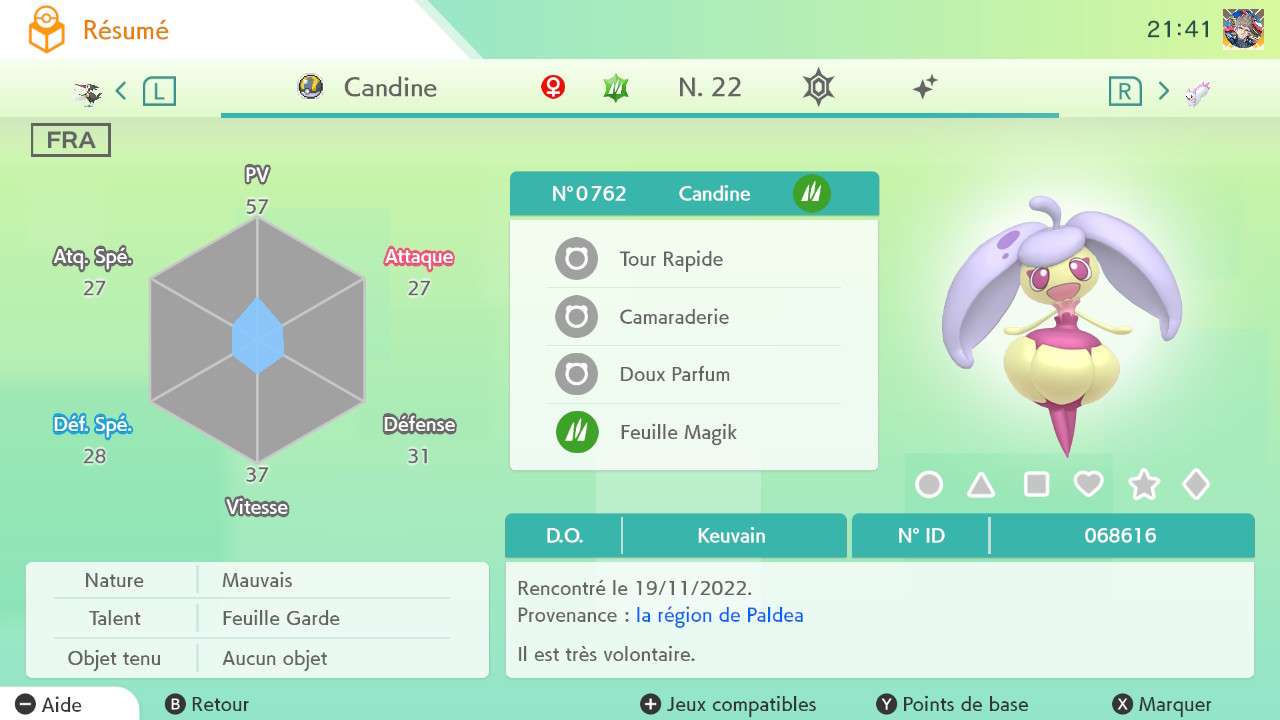 Résumé
21:41
L
Candine
N. 22
R
FRA
PV
57
Atq. Spé.
27
Attaque
27
Déf. Spé.
28
Défense
31
37
Vitesse
N°0762 Candine
Tour Rapide
Camaraderie
Doux Parfum
Feuille Magik
D.O. Keuvain
N° ID 068616
Nature Mauvais
Talent Feuille Garde
Objet tenu Aucun objet
Rencontré le 19/11/2022.
Provenance : la région de Paldea
Il est très volontaire.
Aide
B Retour
Jeux compatibles
Y Points de base
X Marquer